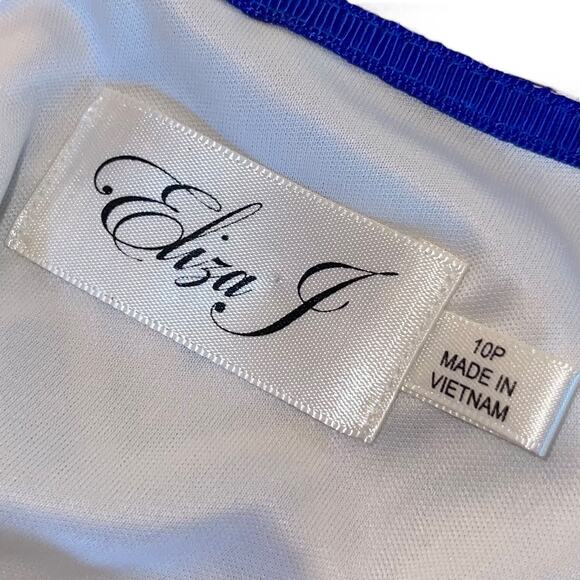 Eliza J
10P
MADE IN
VIETNAM